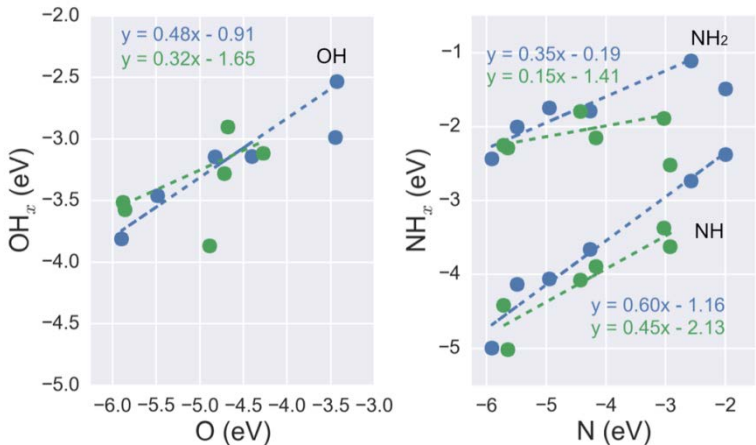 −2.0
−2.5
−3.0
−3.5
−4.0
−4.5
−5.0
OHₓ (eV)
y = 0.48x - 0.91
y = 0.32x - 1.65
OH
−6.0 −5.5 −5.0 −4.5 −4.0 −3.5 −3.0
O (eV)
−1
−2
−3
−4
−5
NHₓ (eV)
y = 0.35x - 0.19
y = 0.15x - 1.41
NH₂
NH
y = 0.60x - 1.16
y = 0.45x - 2.13
−6 −5 −4 −3 −2
N (eV)